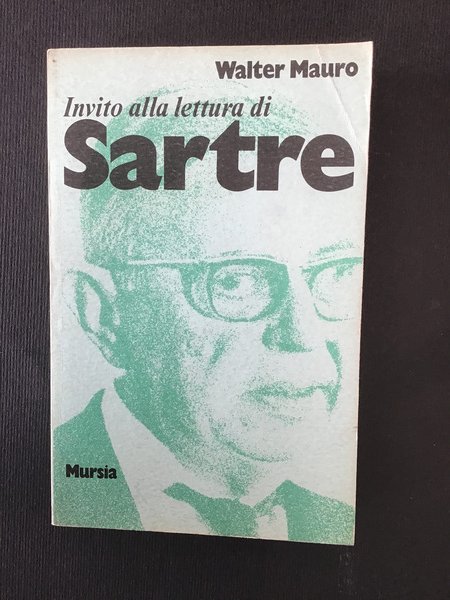 Walter Mauro
Invito alla lettura di
Sartre
Mursia